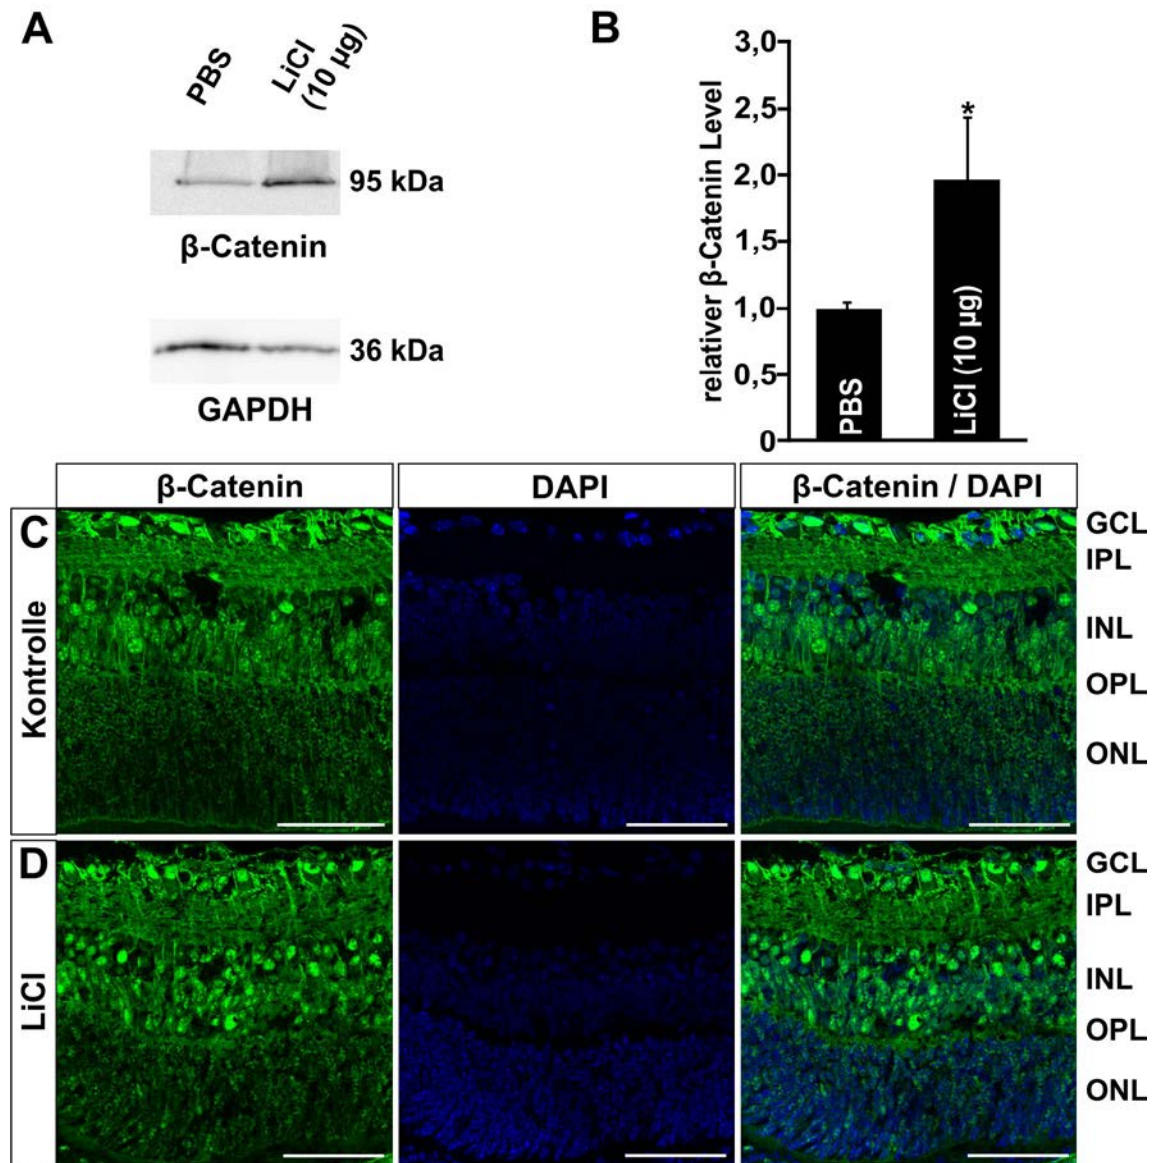 A
PBS
LiCl
(10 µg)
95 kDa
β-Catenin
36 kDa
GAPDH
B
relativer β-Catenin Level
3,0
2,5
2,0
1,5
1,0
0,5
0
*
PBS
LiCl (10 µg)
β-Catenin
DAPI
β-Catenin / DAPI
Kontrolle
C
GCL
IPL
INL
OPL
ONL
LiCl
D
GCL
IPL
INL
OPL
ONL